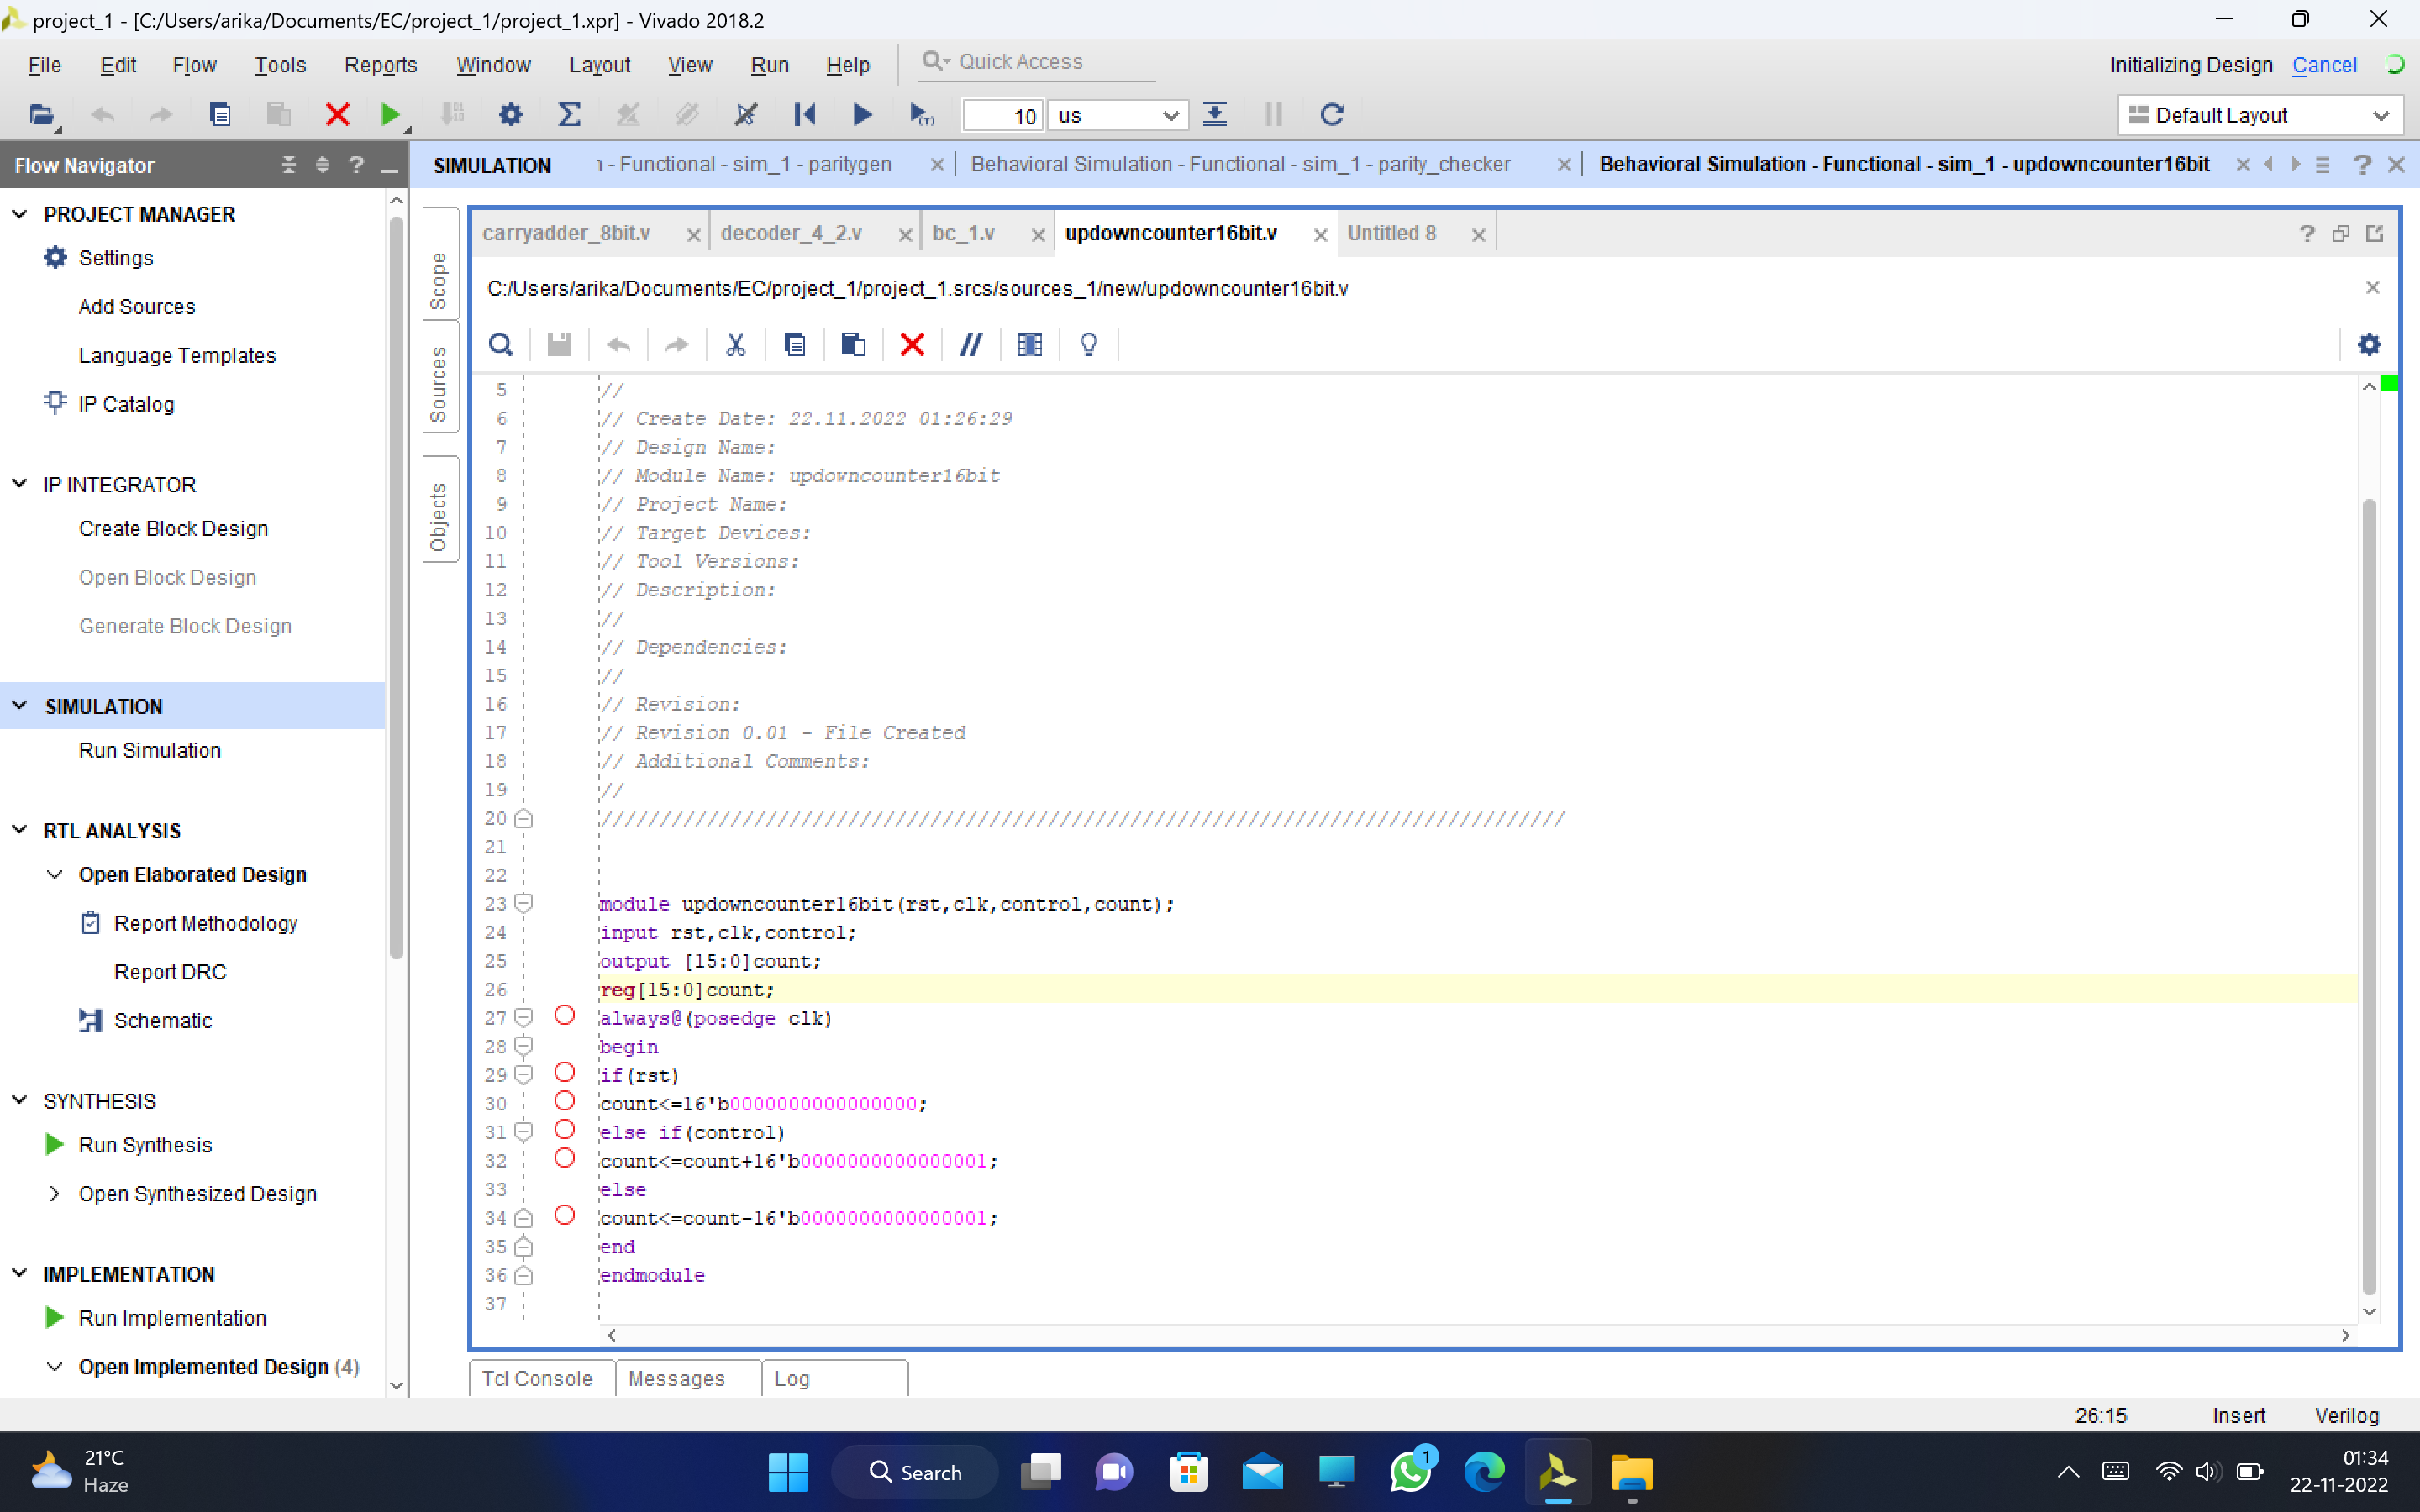 project_1 - [C:/Users/arika/Documents/EC/project_1/project_1.xpr] - Vivado 2018.2
File Edit Flow Tools Reports Window Layout View Run Help Quick Access
Initializing Design Cancel
10 us
Default Layout
Flow Navigator
SIMULATION
n - Functional - sim_1 - paritygen
Behavioral Simulation - Functional - sim_1 - parity_checker
Behavioral Simulation - Functional - sim_1 - updowncounter16bit
PROJECT MANAGER
Settings
Add Sources
Language Templates
IP Catalog
IP INTEGRATOR
Create Block Design
Open Block Design
Generate Block Design
SIMULATION
Run Simulation
RTL ANALYSIS
Open Elaborated Design
Report Methodology
Report DRC
Schematic
SYNTHESIS
Run Synthesis
Open Synthesized Design
IMPLEMENTATION
Run Implementation
Open Implemented Design (4)
Scope
Sources
Objects
carryadder_8bit.v decoder_4_2.v bc_1.v updowncounter16bit.v Untitled 8
C:/Users/arika/Documents/EC/project_1/project_1.srcs/sources_1/new/updowncounter16bit.v
5 //
6 // Create Date: 22.11.2022 01:26:29
7 // Design Name:
8 // Module Name: updowncounter16bit
9 // Project Name:
10 // Target Devices:
11 // Tool Versions:
12 // Description:
13 //
14 // Dependencies:
15 //
16 // Revision:
17 // Revision 0.01 - File Created
18 // Additional Comments:
19 //
20 //////////////////////////////////////////////////////////////////////////////////
21
22
23 module updowncounter16bit(rst,clk,control,count);
24 input rst,clk,control;
25 output [15:0]count;
26 reg[15:0]count;
27 always@(posedge clk)
28 begin
29 if(rst)
30 count<=16'b0000000000000000;
31 else if(control)
32 count<=count+16'b0000000000000001;
33 else
34 count<=count-16'b0000000000000001;
35 end
36 endmodule
37
Tcl Console Messages Log
26:15 Insert Verilog
21°C
Haze
Search
1
01:34
22-11-2022